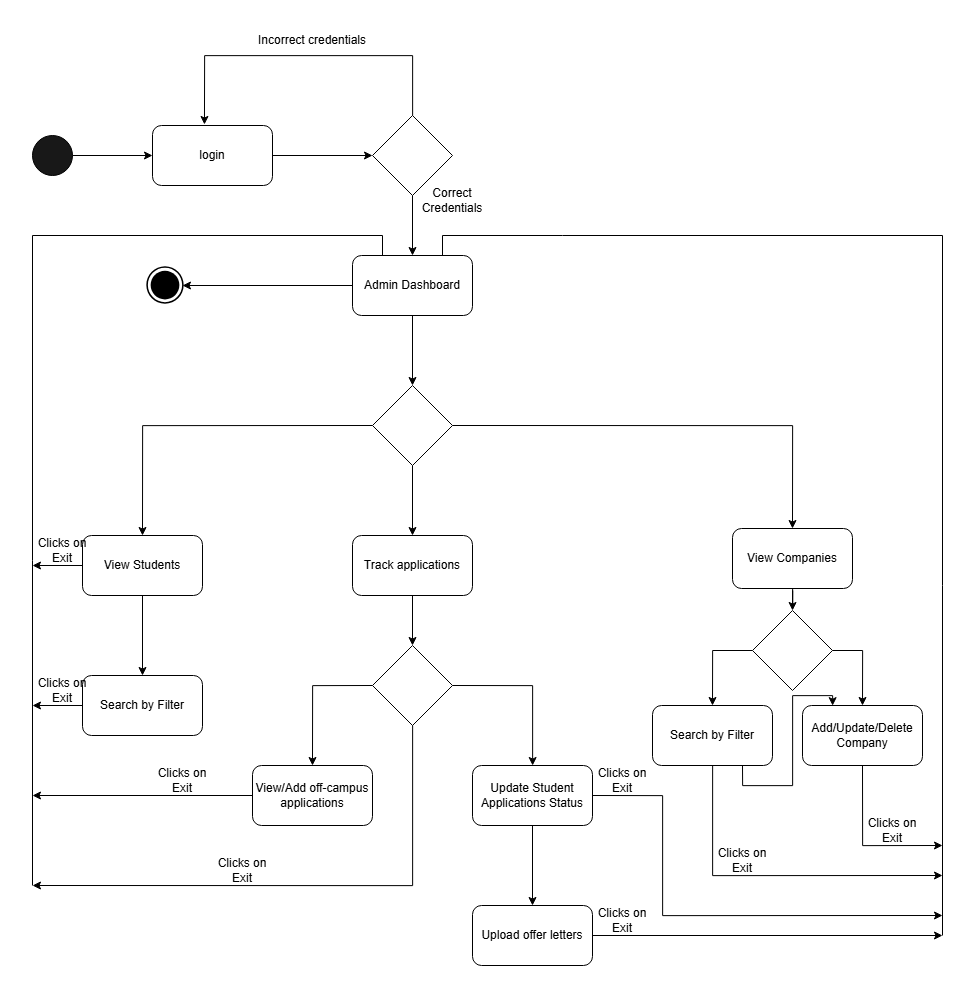 Incorrect credentials
login
Correct
Credentials
Admin Dashboard
Clicks on
Exit
View Students
Track applications
View Companies
Clicks on
Exit
Search by Filter
Search by Filter
Add/Update/Delete
Company
Clicks on
Exit
View/Add off-campus
applications
Update Student
Applications Status
Clicks on
Exit
Clicks on
Exit
Clicks on
Exit
Clicks on
Exit
Upload offer letters
Clicks on
Exit